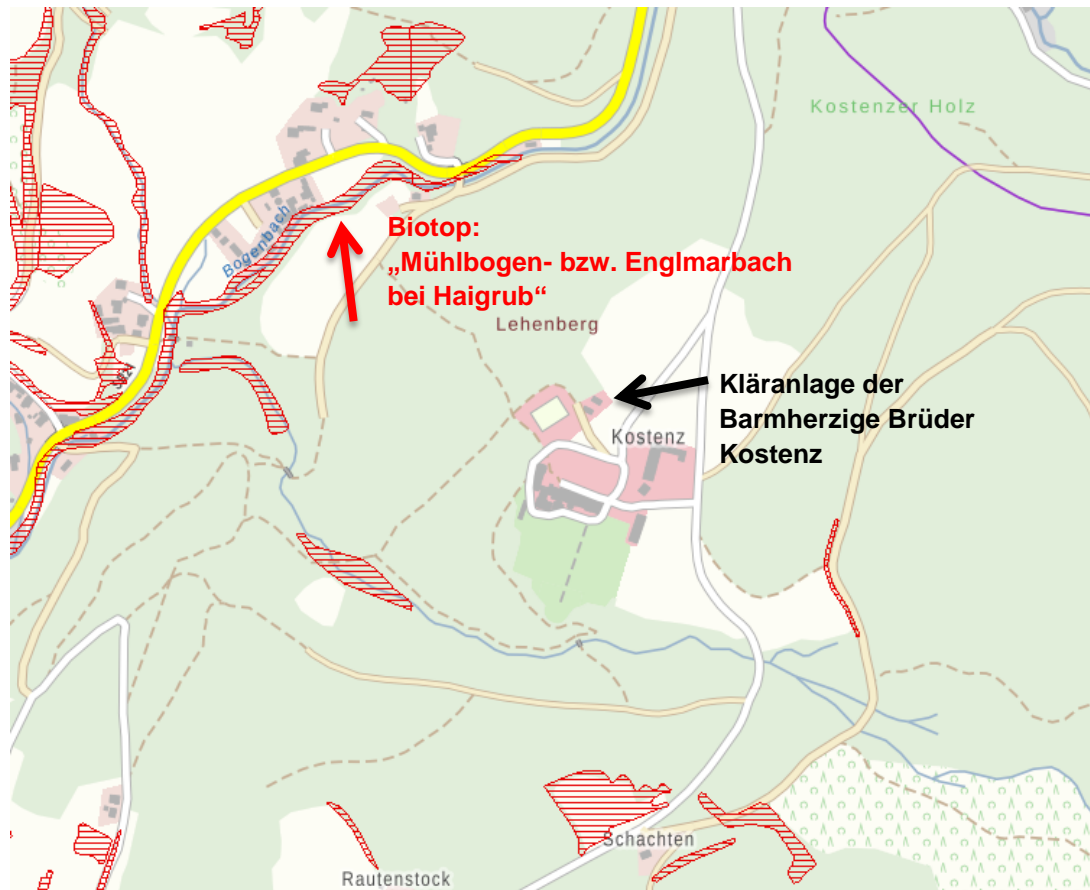 Kostenzer Holz
Bogenbach
Biotop:
„Mühlbogen- bzw. Englmarbach
bei Haigrub“
Lehenberg
Kläranlage der
Barmherzige Brüder
Kostenz
Kostenz
Schachten
Rautenstock